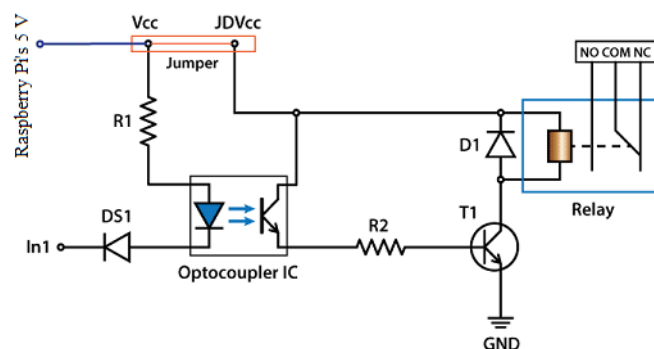 Raspberry Pi's 5 V
Vcc
JDVcc
Jumper
NO COM NC
R1
D1
DS1
T1
Relay
In1
R2
Optocoupler IC
GND